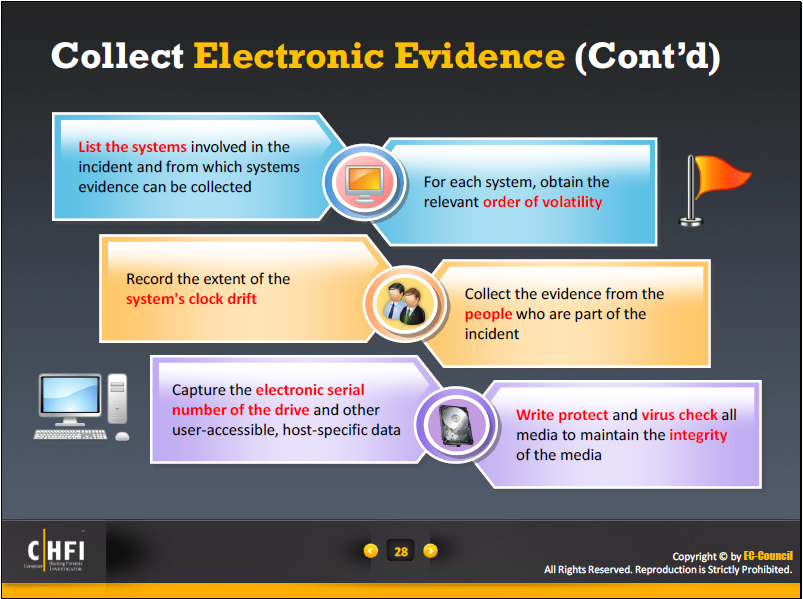 Collect Electronic Evidence (Cont'd)
List the systems involved in the
incident and from which systems
evidence can be collected
For each system, obtain the
relevant order of volatility
Record the extent of the
system's clock drift
Collect the evidence from the
people who are part of the
incident
Capture the electronic serial
number of the drive and other
user-accessible, host-specific data
Write protect and virus check all
media to maintain the integrity
of the media
CHFI
Computer Hacking Forensic
INVESTIGATOR
28
Copyright © by EC-Council
All Rights Reserved. Reproduction is Strictly Prohibited.